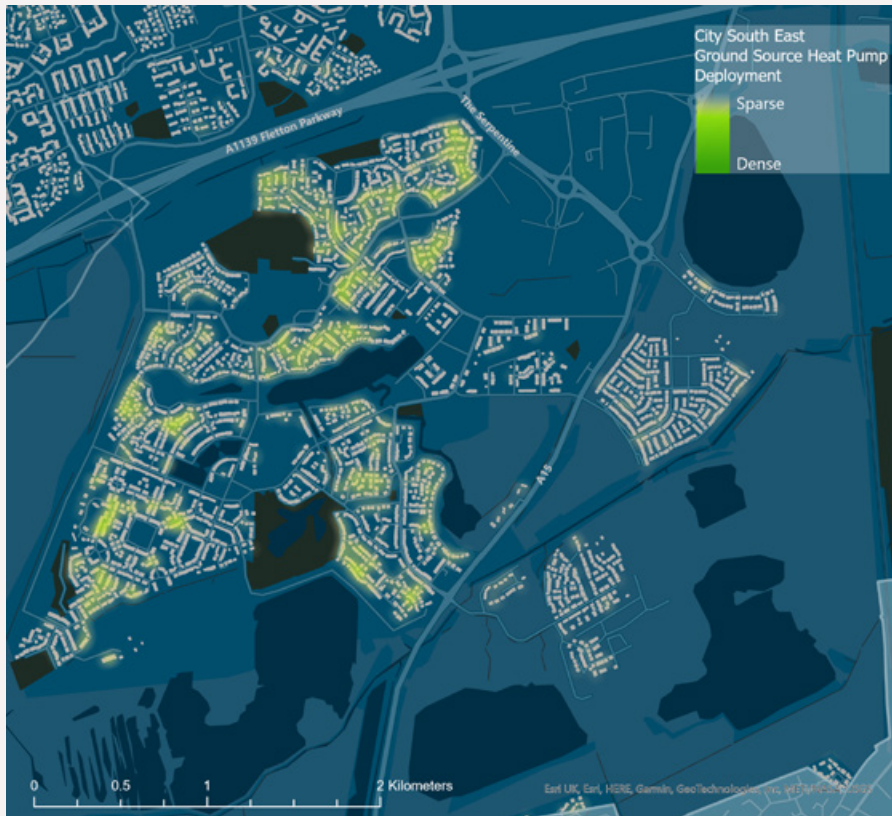 City South East
Ground Source Heat Pump
Deployment
Sparse
Dense
A1139 Fletton Parkway
The Serpentine
A15
0 0.5 1 2 Kilometers
Esri UK, Esri, HERE, Garmin, GeoTechnologies, Inc.